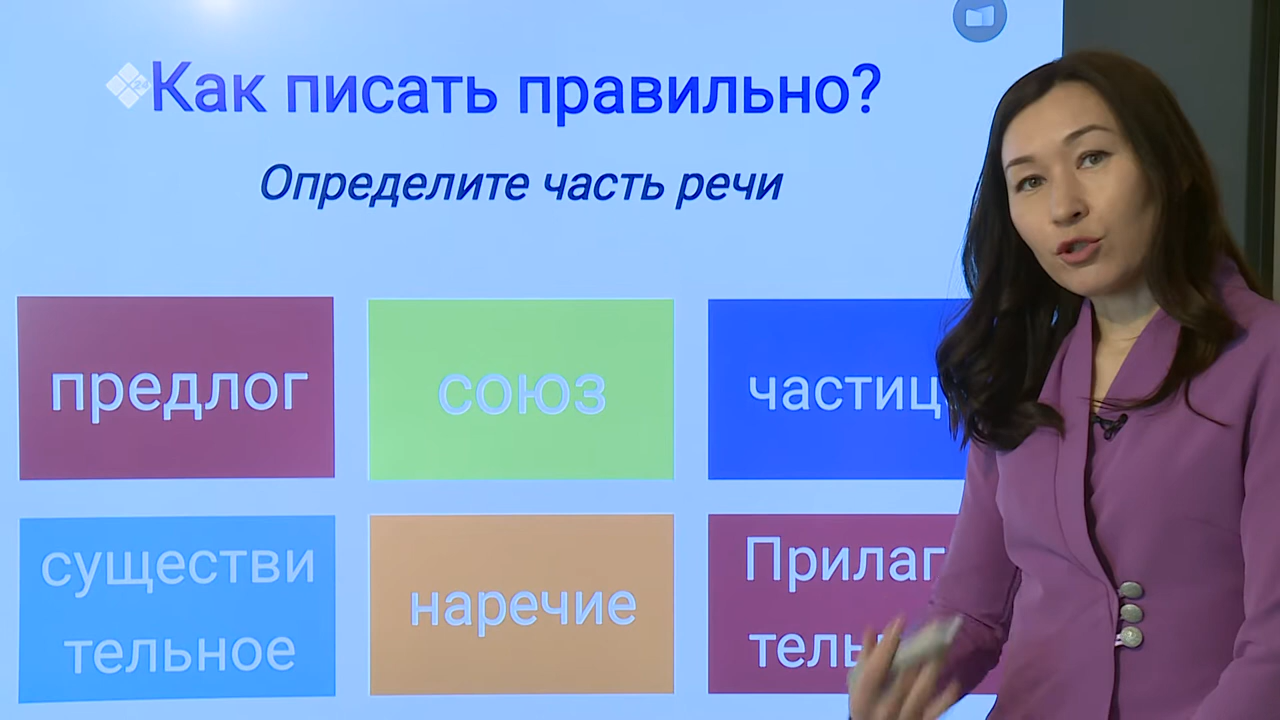 Как писать правильно?
Определите часть речи
предлог
союз
частиц
существи
тельное
наречие
Прилаг
тель